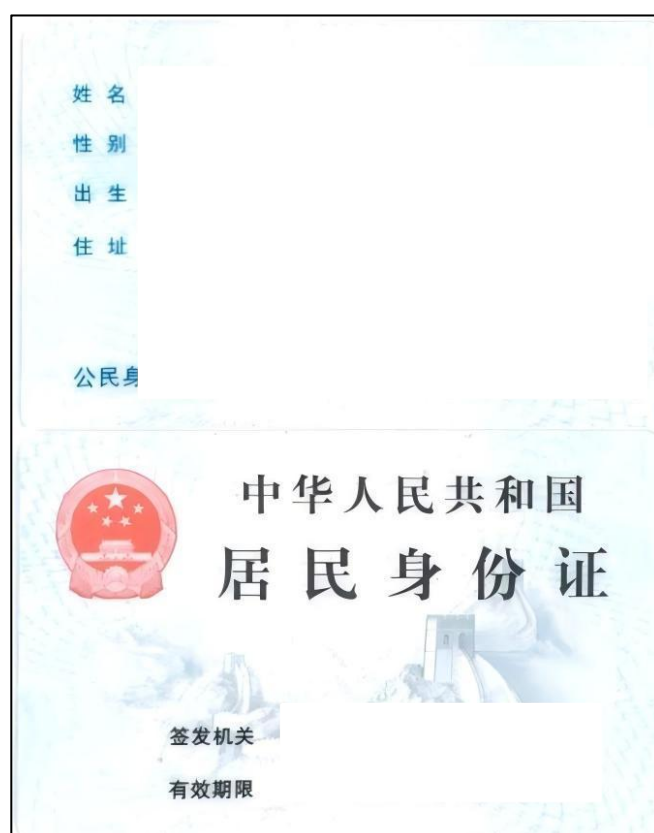 姓 名
性 别
出 生
住 址
公民身
中华人民共和国
居民身份证
签发机关
有效期限